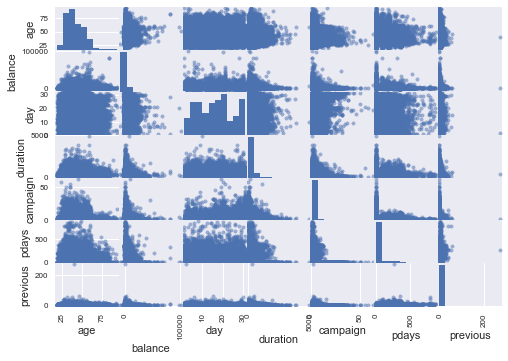 75
50
25
age
100000
0
balance
30
20
10
day
5000
0
duration
50
0
campaign
500
0
pdays
200
0
previous
25 50 75 0 100000 10 20 30 0 5000 0 50 0 500 0 200
age balance day duration campaign pdays previous